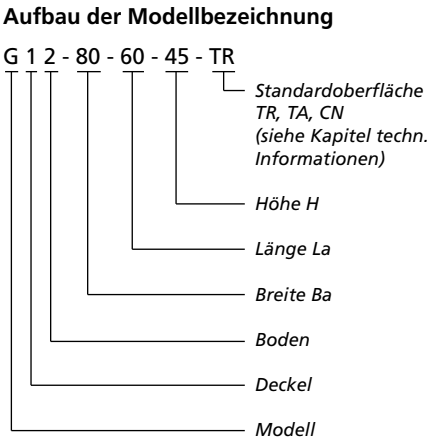 Aufbau der Modellbezeichnung
G 1 2 - 80 - 60 - 45 - TR
Standardoberfläche
TR, TA, CN
(siehe Kapitel techn.
Informationen)
Höhe H
Länge La
Breite Ba
Boden
Deckel
Modell